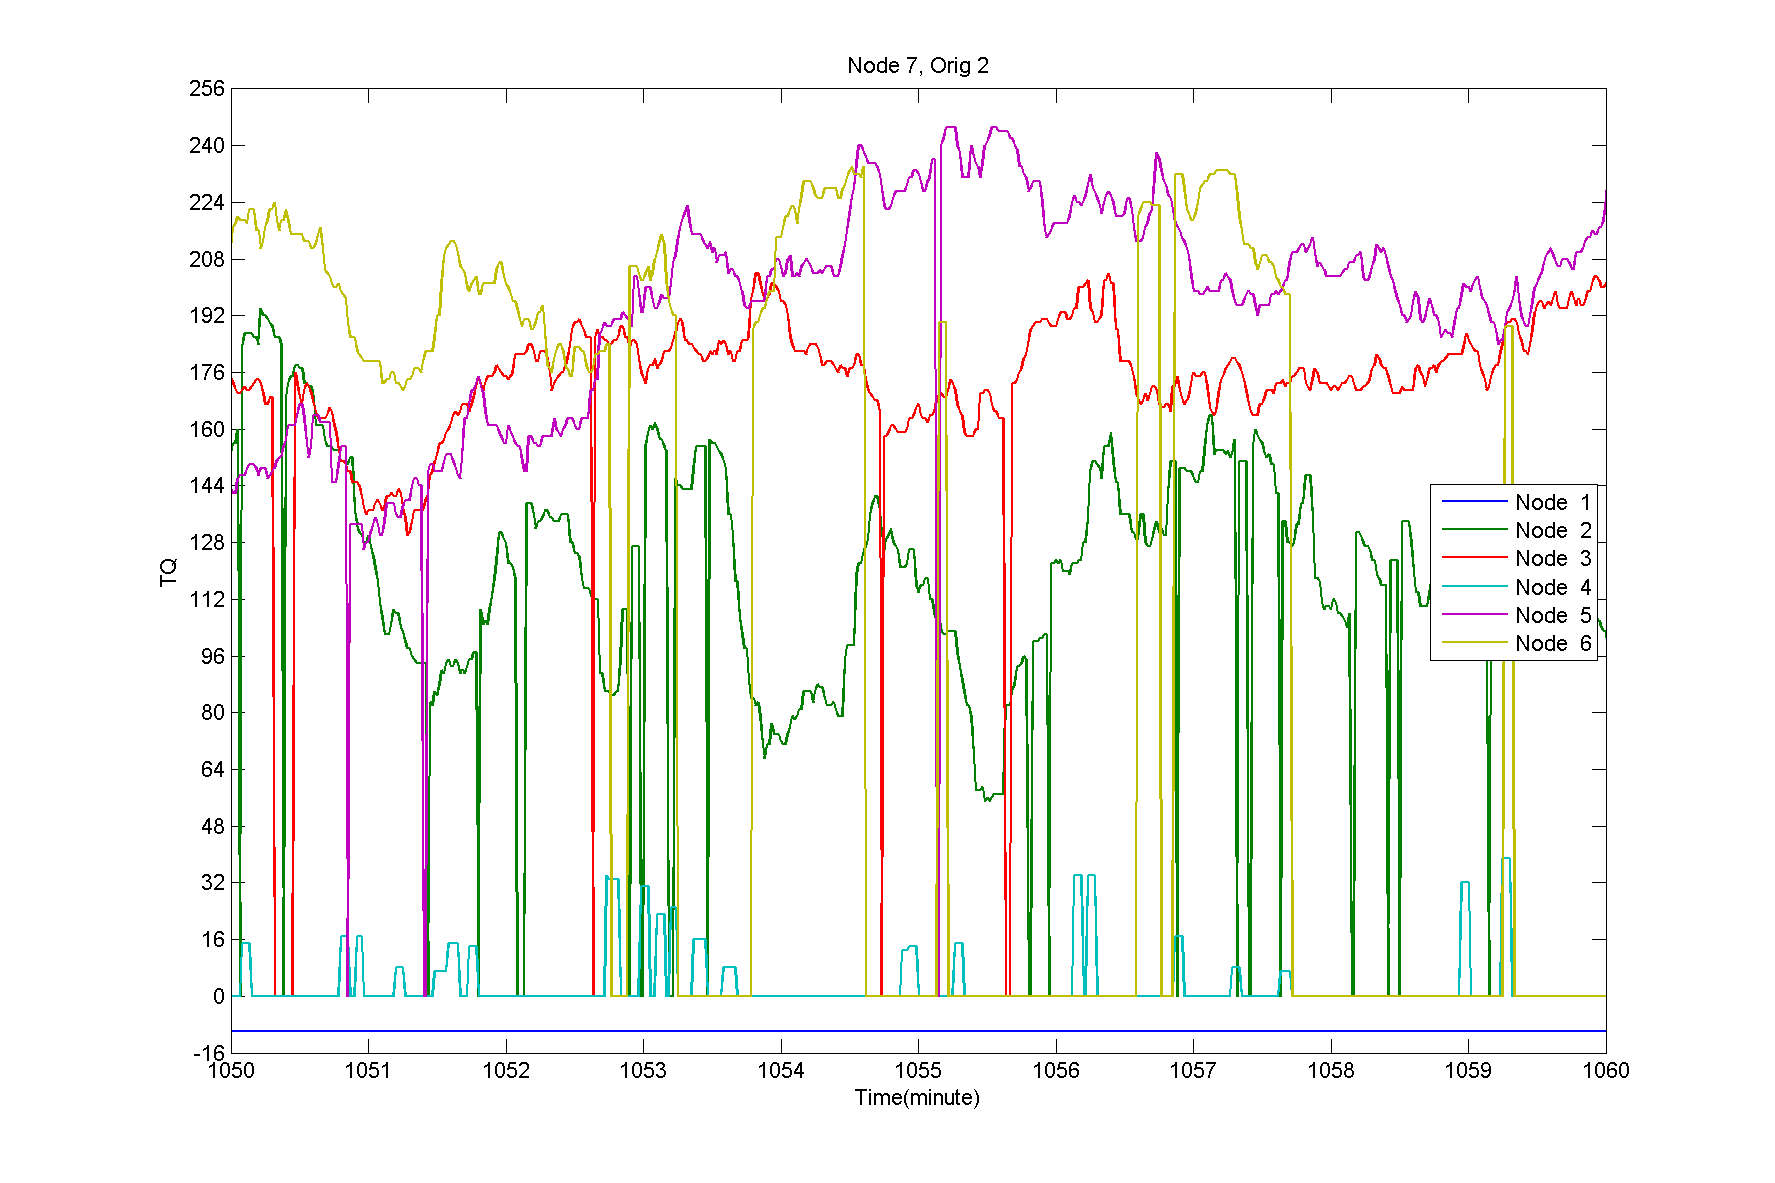 Node 7, Orig 2
256
240
224
208
192
176
160
144
128
112
96
80
64
48
32
16
0
-16
TQ
Node 1
Node 2
Node 3
Node 4
Node 5
Node 6
1050 1051 1052 1053 1054 1055 1056 1057 1058 1059 1060
Time(minute)